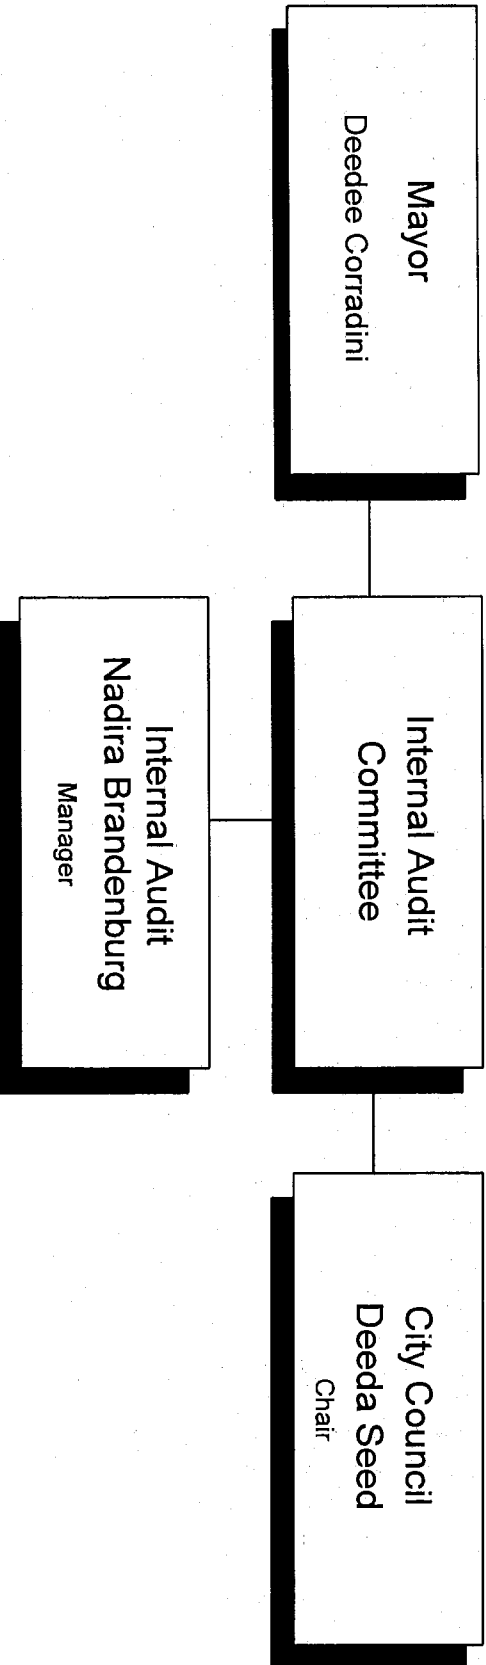 Mayor
Deedee Corradini
Internal Audit
Committee
City Council
Deeda Seed
Chair
Internal Audit
Nadira Brandenburg
Manager